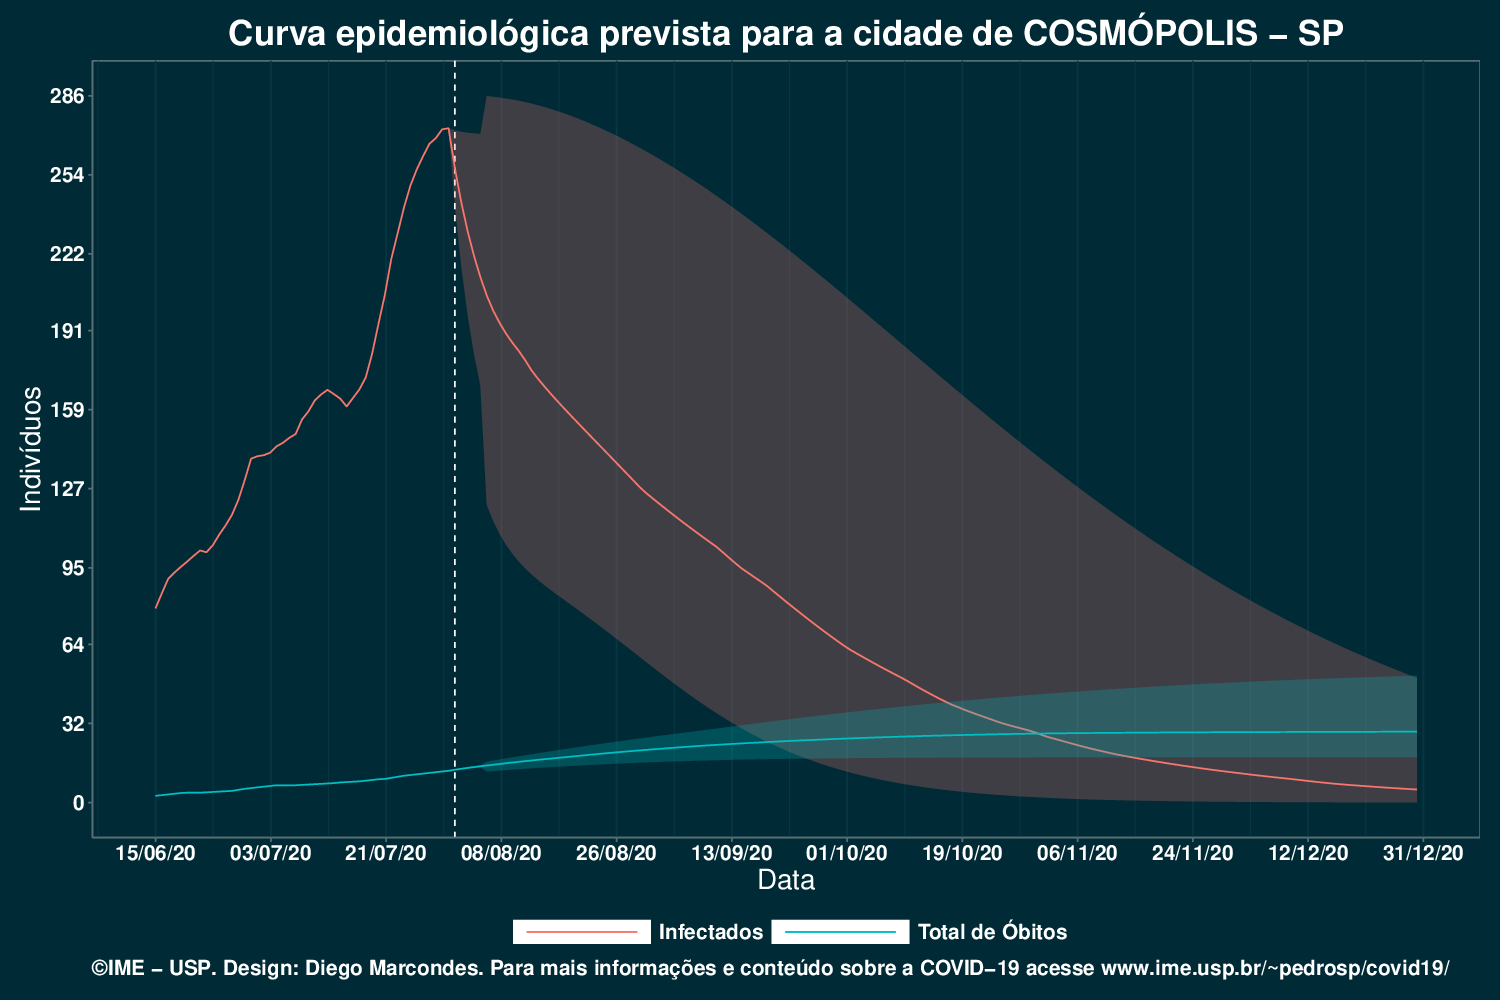 Curva epidemiológica prevista para a cidade de COSMÓPOLIS – SP
286
254
222
191
159
127
95
64
32
0
Indivíduos
15/06/20 03/07/20 21/07/20 08/08/20 26/08/20 13/09/20 01/10/20 19/10/20 06/11/20 24/11/20 12/12/20 31/12/20
Data
Infectados Total de Óbitos
©IME – USP. Design: Diego Marcondes. Para mais informações e conteúdo sobre a COVID–19 acesse www.ime.usp.br/~pedrosp/covid19/